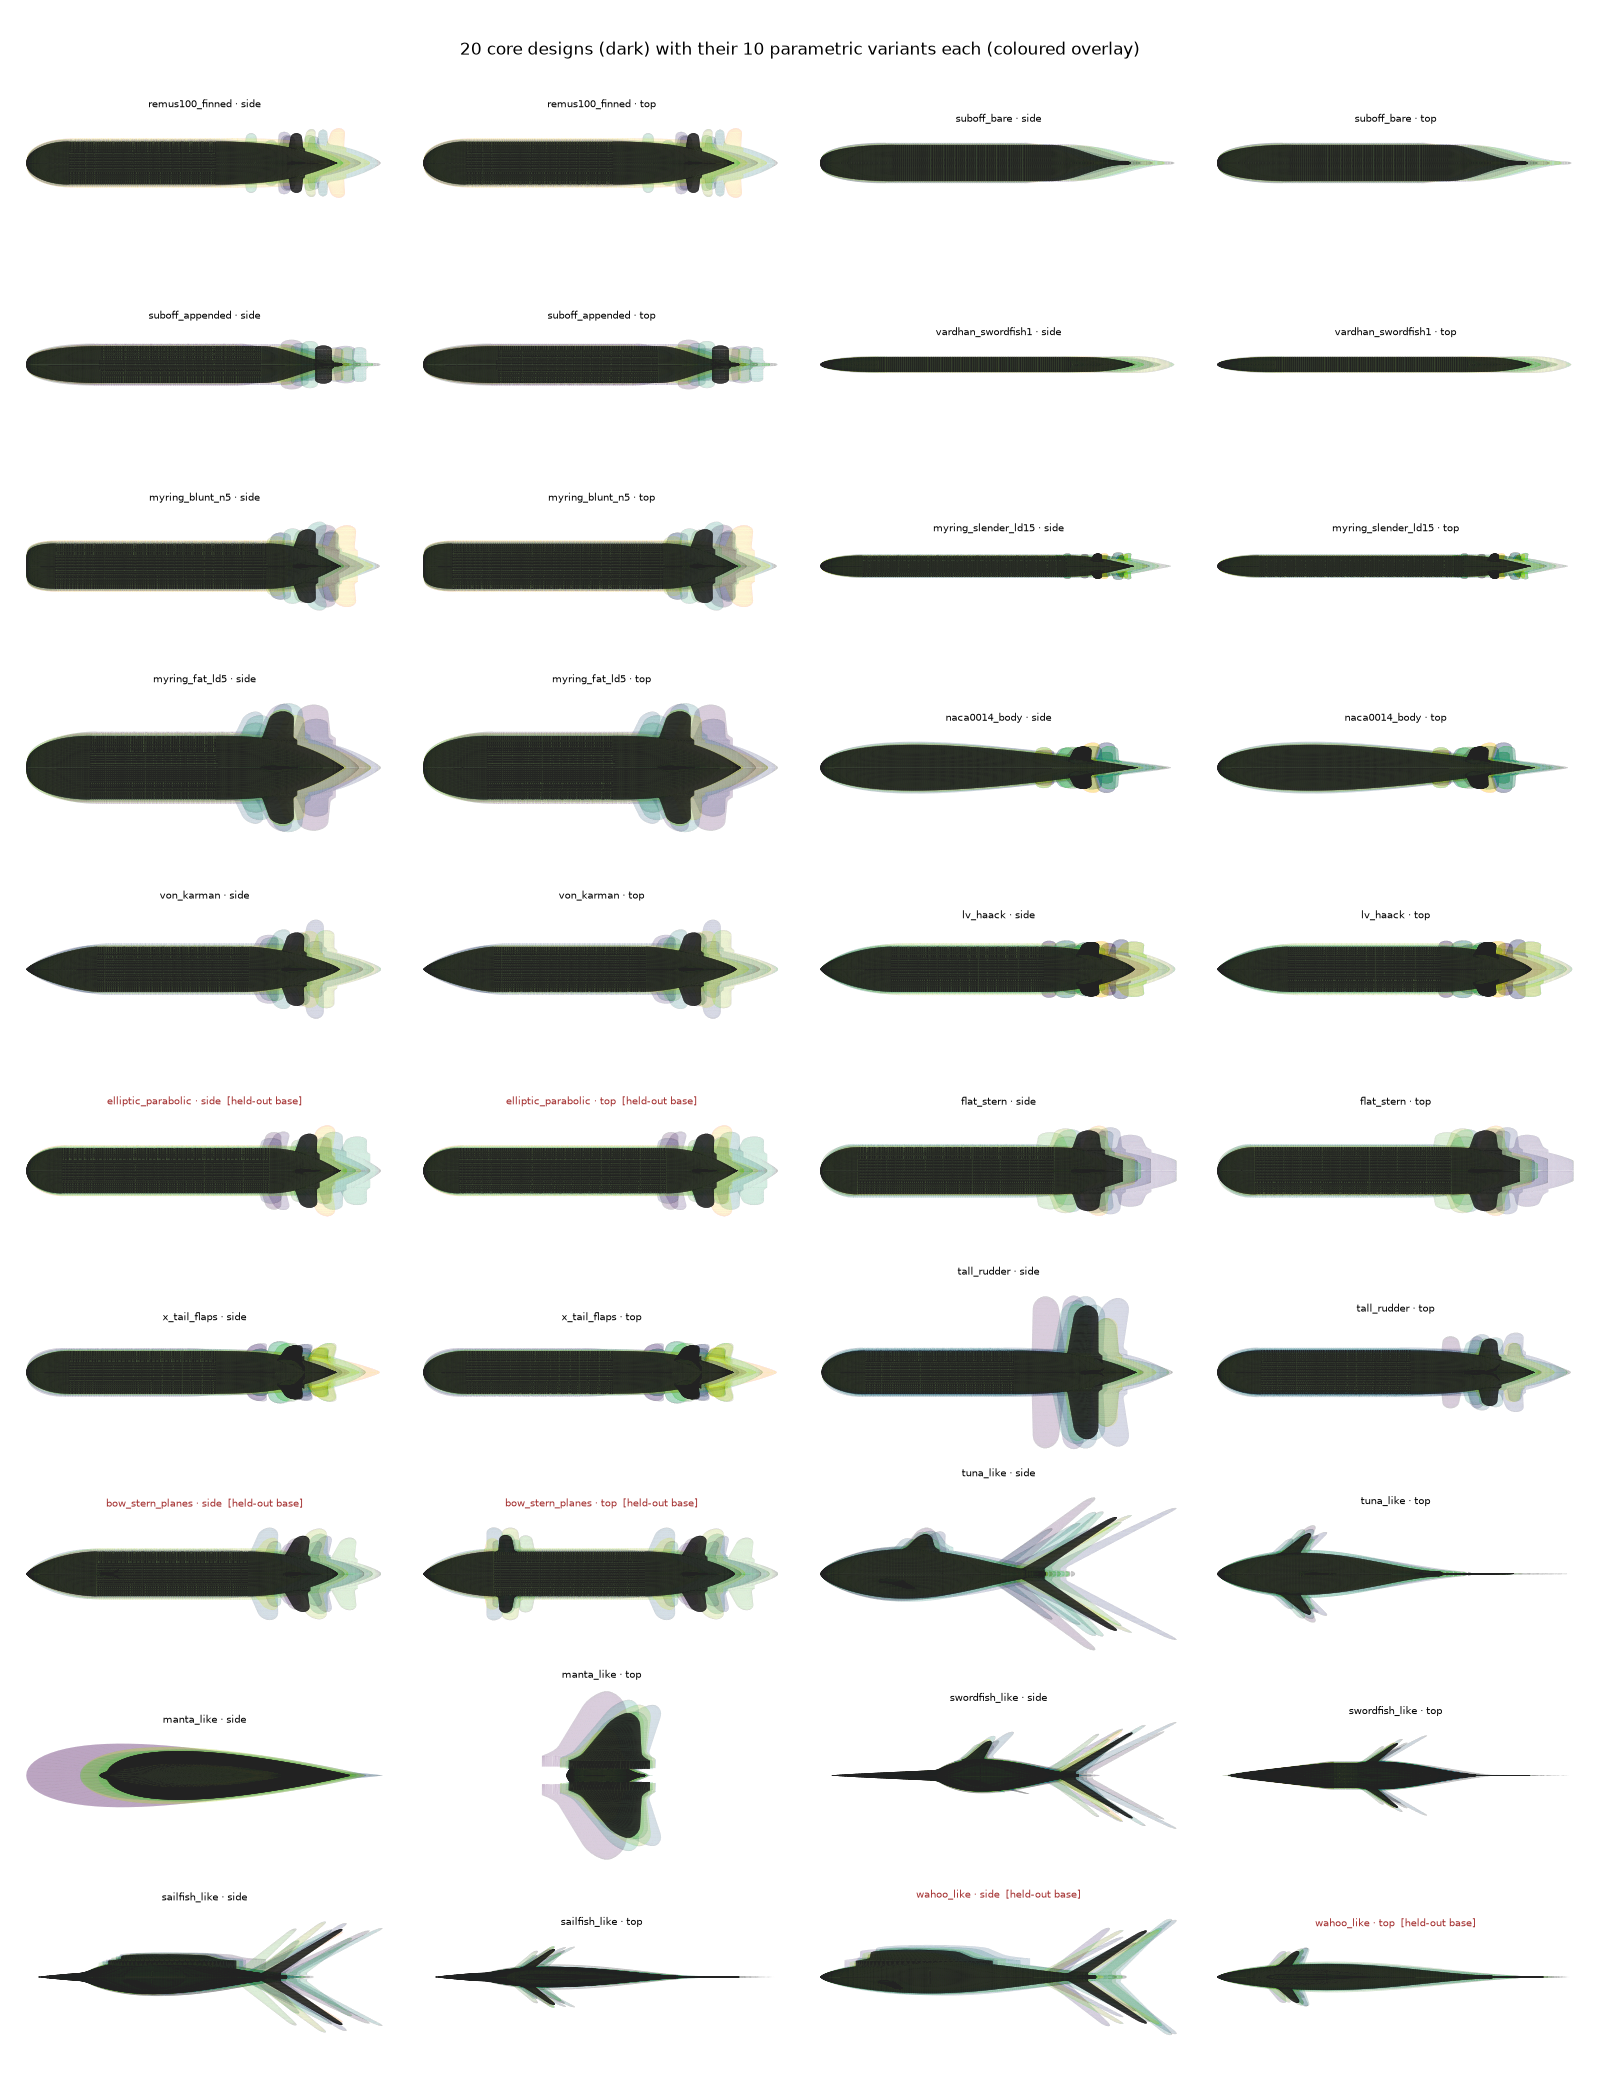 20 core designs (dark) with their 10 parametric variants each (coloured overlay)
remus100_finned · side
remus100_finned · top
suboff_bare · side
suboff_bare · top
suboff_appended · side
suboff_appended · top
vardhan_swordfish1 · side
vardhan_swordfish1 · top
myring_blunt_n5 · side
myring_blunt_n5 · top
myring_slender_ld15 · side
myring_slender_ld15 · top
myring_fat_ld5 · side
myring_fat_ld5 · top
naca0014_body · side
naca0014_body · top
von_karman · side
von_karman · top
lv_haack · side
lv_haack · top
elliptic_parabolic · side [held-out base]
elliptic_parabolic · top [held-out base]
flat_stern · side
flat_stern · top
x_tail_flaps · side
x_tail_flaps · top
tall_rudder · side
tall_rudder · top
bow_stern_planes · side [held-out base]
bow_stern_planes · top [held-out base]
tuna_like · side
tuna_like · top
manta_like · side
manta_like · top
swordfish_like · side
swordfish_like · top
sailfish_like · side
sailfish_like · top
wahoo_like · side [held-out base]
wahoo_like · top [held-out base]